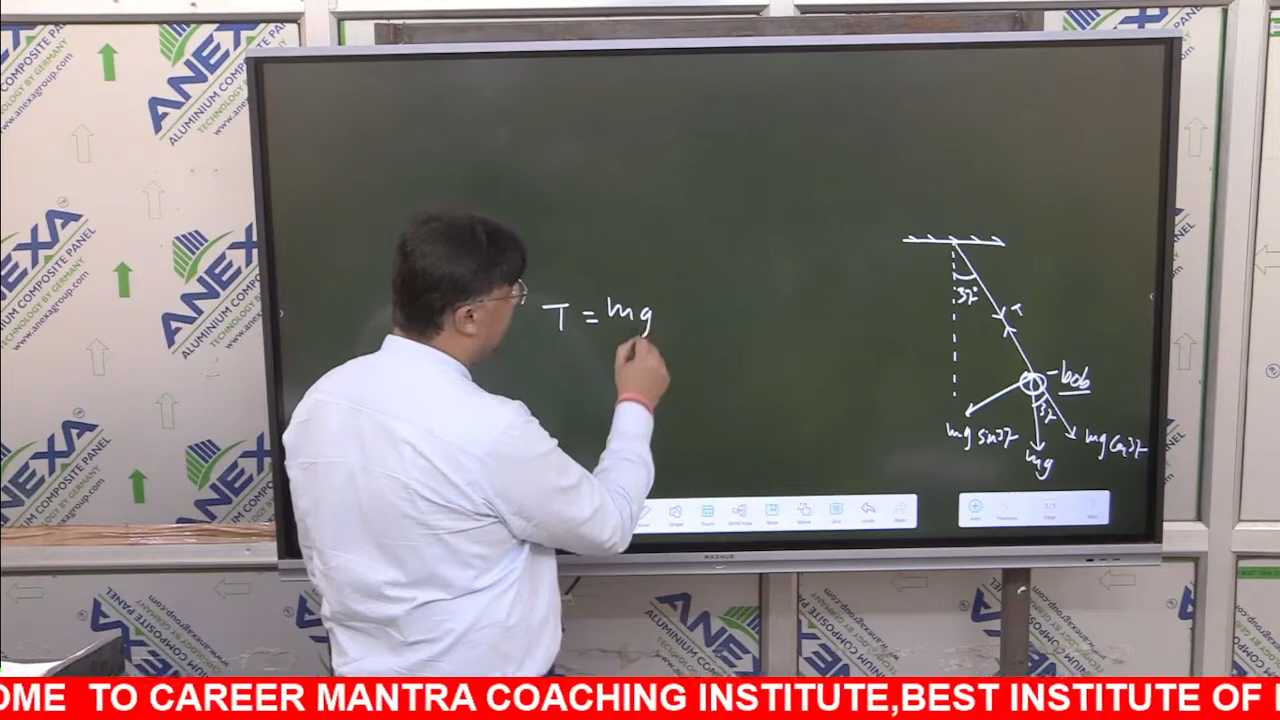 ANEXA
ALUMINIUM COMPOSITE PANEL
TECHNOLOGY BY GERMANY
www.anexagroup.com
T = mg
37°
T
bob
37
mg sin37
mg
mg cos37
MAXHUB
OME TO CAREER MANTRA COACHING INSTITUTE,BEST INSTITUTE OF